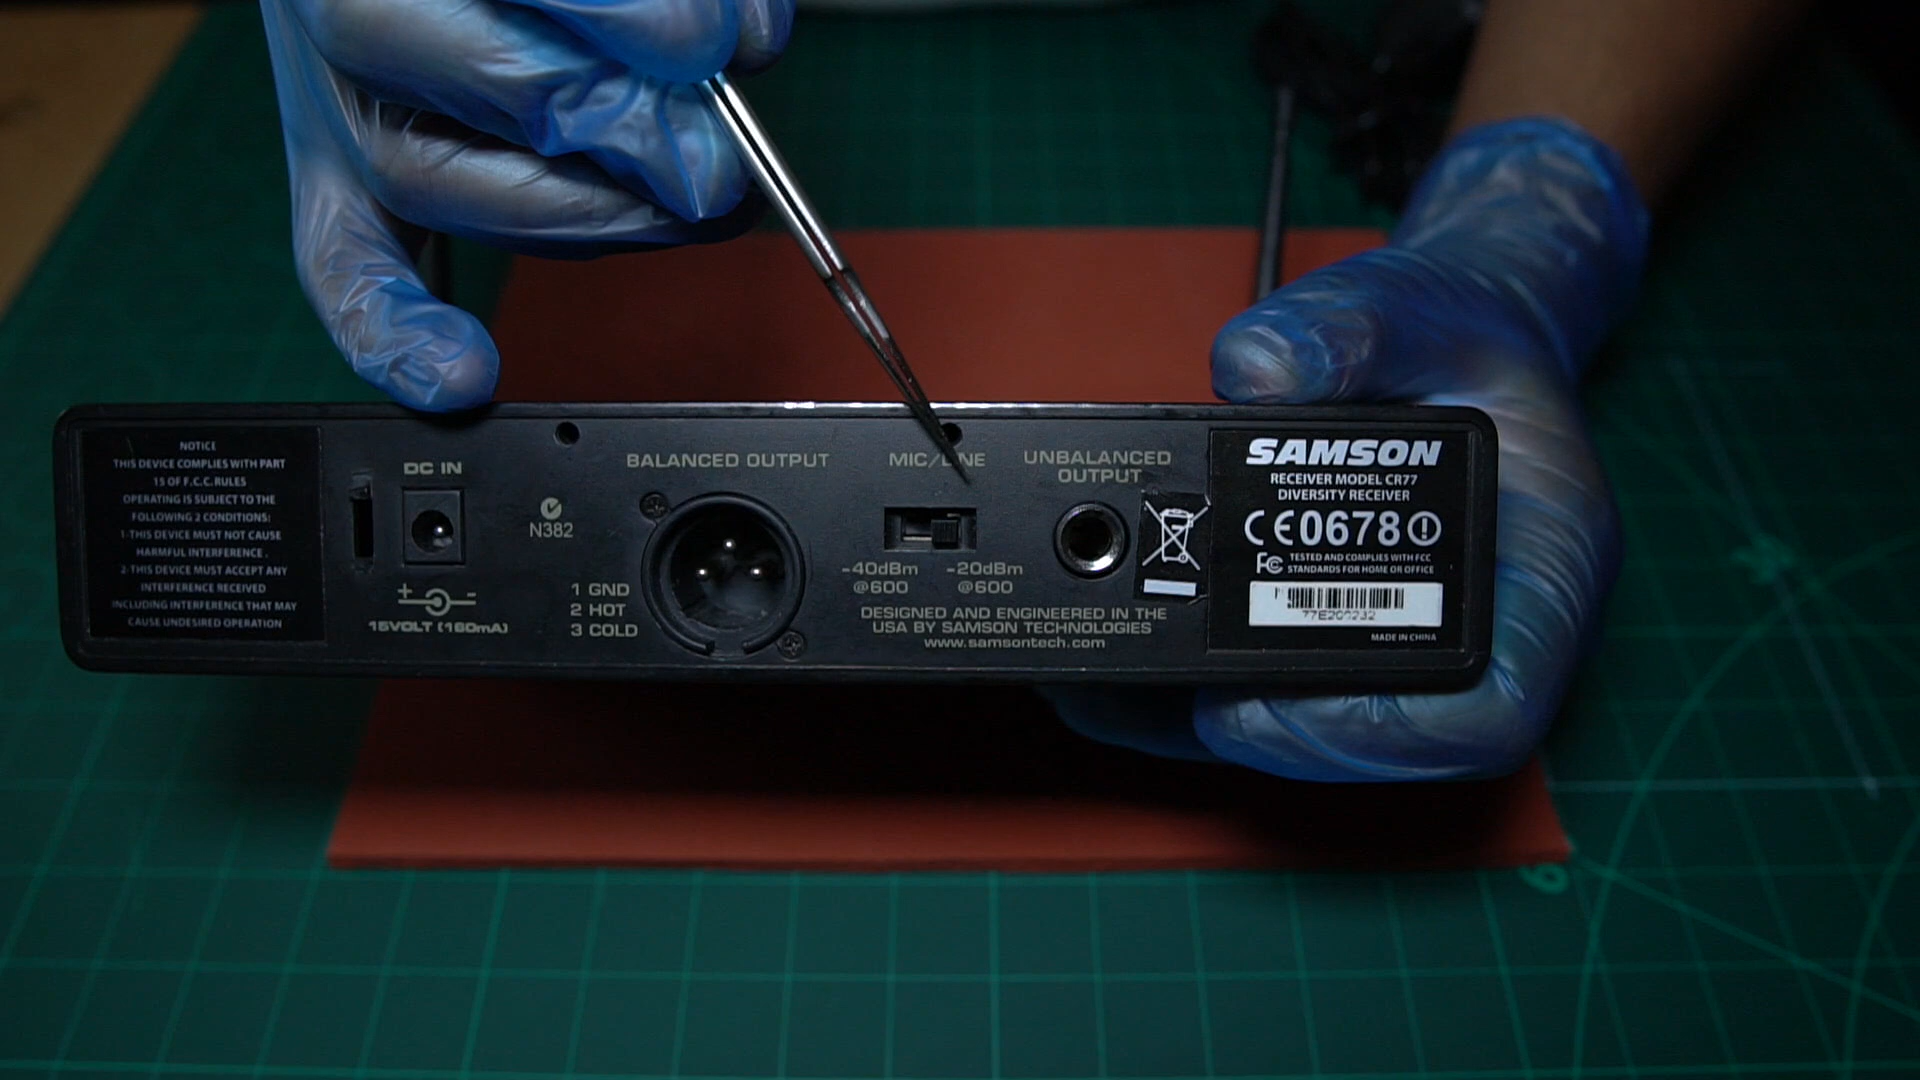 NOTICE
THIS DEVICE COMPLIES WITH PART
15 OF F.C.C. RULES
OPERATING IS SUBJECT TO THE
FOLLOWING 2 CONDITIONS:
1-THIS DEVICE MUST NOT CAUSE
HARMFUL INTERFERENCE.
2-THIS DEVICE MUST ACCEPT ANY
INTERFERENCE RECEIVED
INCLUDING INTERFERENCE THAT MAY
CAUSE UNDESIRED OPERATION
DC IN
+ -
15VOLT (160mA)
N382
BALANCED OUTPUT
1 GND
2 HOT
3 COLD
MIC/LINE
-40dBm -20dBm
@600 @600
UNBALANCED
OUTPUT
DESIGNED AND ENGINEERED IN THE
USA BY SAMSON TECHNOLOGIES
www.samsontech.com
SAMSON
RECEIVER MODEL CR77
DIVERSITY RECEIVER
CE0678
FC TESTED AND COMPLIES WITH FCC
STANDARDS FOR HOME OR OFFICE
MADE IN CHINA